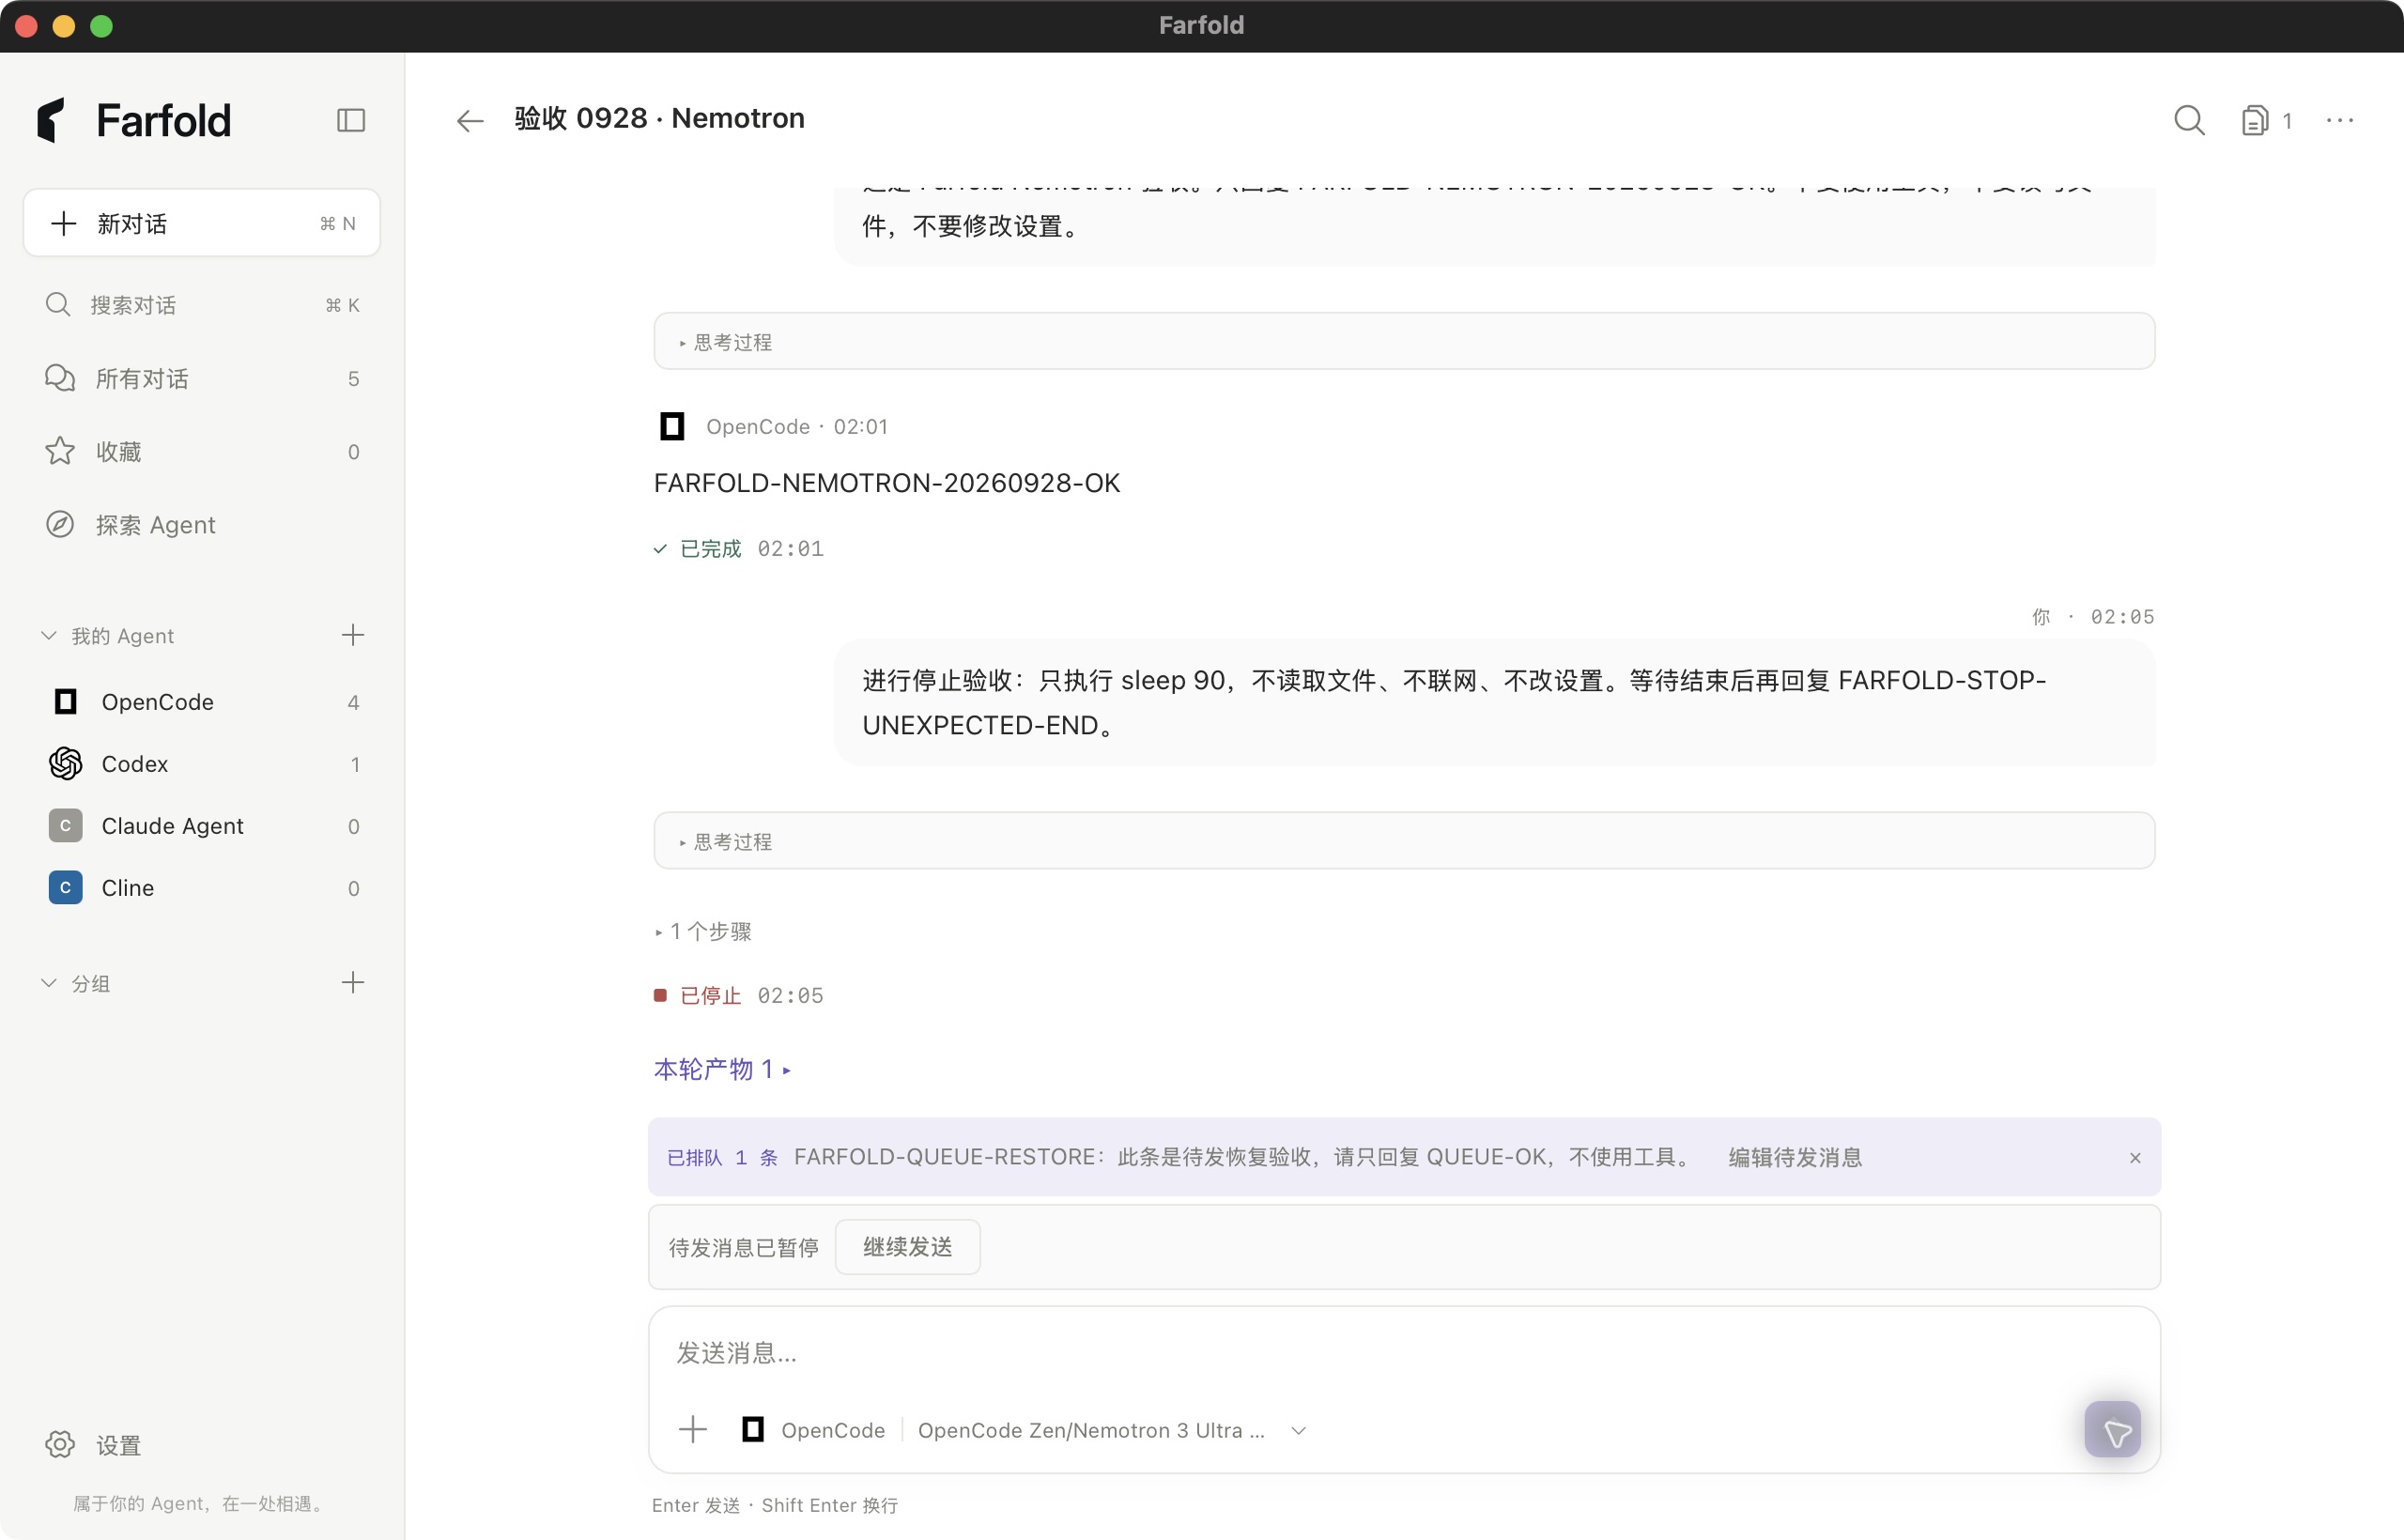 Farfold
Farfold
新对话
⌘ N
搜索对话
⌘ K
所有对话
5
收藏
0
探索 Agent
我的 Agent
OpenCode
4
Codex
1
C
Claude Agent
0
C
Cline
0
分组
设置
属于你的 Agent，在一处相遇。
验收 0928 · Nemotron
1
件，不要修改设置。
▸ 思考过程
OpenCode · 02:01
FARFOLD-NEMOTRON-20260928-OK
✓ 已完成 02:01
你 · 02:05
进行停止验收：只执行 sleep 90，不读取文件、不联网、不改设置。等待结束后再回复 FARFOLD-STOP-
UNEXPECTED-END。
▸ 思考过程
▸ 1 个步骤
已停止 02:05
本轮产物 1 ▸
已排队 1 条 FARFOLD-QUEUE-RESTORE：此条是待发恢复验收，请只回复 QUEUE-OK，不使用工具。 编辑待发消息 ×
待发消息已暂停 继续发送
发送消息...
OpenCode OpenCode Zen/Nemotron 3 Ultra ...
Enter 发送 · Shift Enter 换行